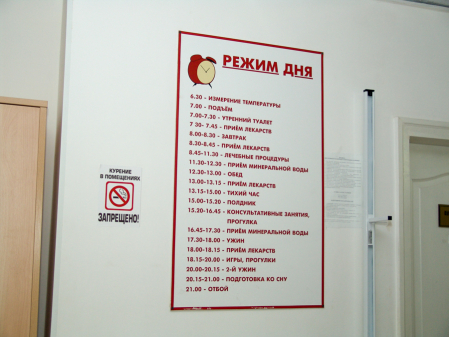 РЕЖИМ ДНЯ
6.30 - ИЗМЕРЕНИЕ ТЕМПЕРАТУРЫ
7.00 - ПОДЪЁМ
7.00-7.30 - УТРЕННИЙ ТУАЛЕТ
7 30- 7.45 - ПРИЁМ ЛЕКАРСТВ
8.00-8.30 - ЗАВТРАК
8.30-8.45 - ПРИЁМ ЛЕКАРСТВ
8.45-11.30 - ЛЕЧЕБНЫЕ ПРОЦЕДУРЫ
11.30-12.30 - ПРИЁМ МИНЕРАЛЬНОЙ ВОДЫ
12.30-13.00 - ОБЕД
13.00-13.15 - ПРИЁМ ЛЕКАРСТВ
13.15-15.00 - ТИХИЙ ЧАС
15.00-15.20 - ПОЛДНИК
15.20-16.45 - КОНСУЛЬТАТИВНЫЕ ЗАНЯТИЯ,
ПРОГУЛКА
16.45-17.30 - ПРИЁМ МИНЕРАЛЬНОЙ ВОДЫ
17.30-18.00 - УЖИН
18.00-18.15 - ПРИЁМ ЛЕКАРСТВ
18.15-20.00 - ИГРЫ, ПРОГУЛКИ
20.00-20.15 - 2-Й УЖИН
20.15-21.00 - ПОДГОТОВКА КО СНУ
21.00 - ОТБОЙ
КУРЕНИЕ
В ПОМЕЩЕНИЯХ
ЗАПРЕЩЕНО!